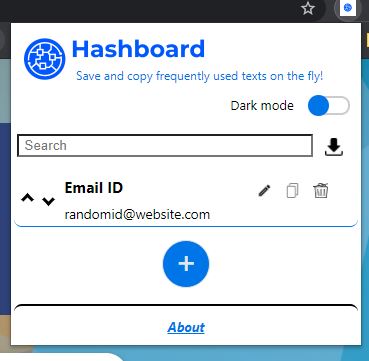 Hashboard
Save and copy frequently used texts on the fly!
Dark mode
Search
Email ID
randomid@website.com
+
About